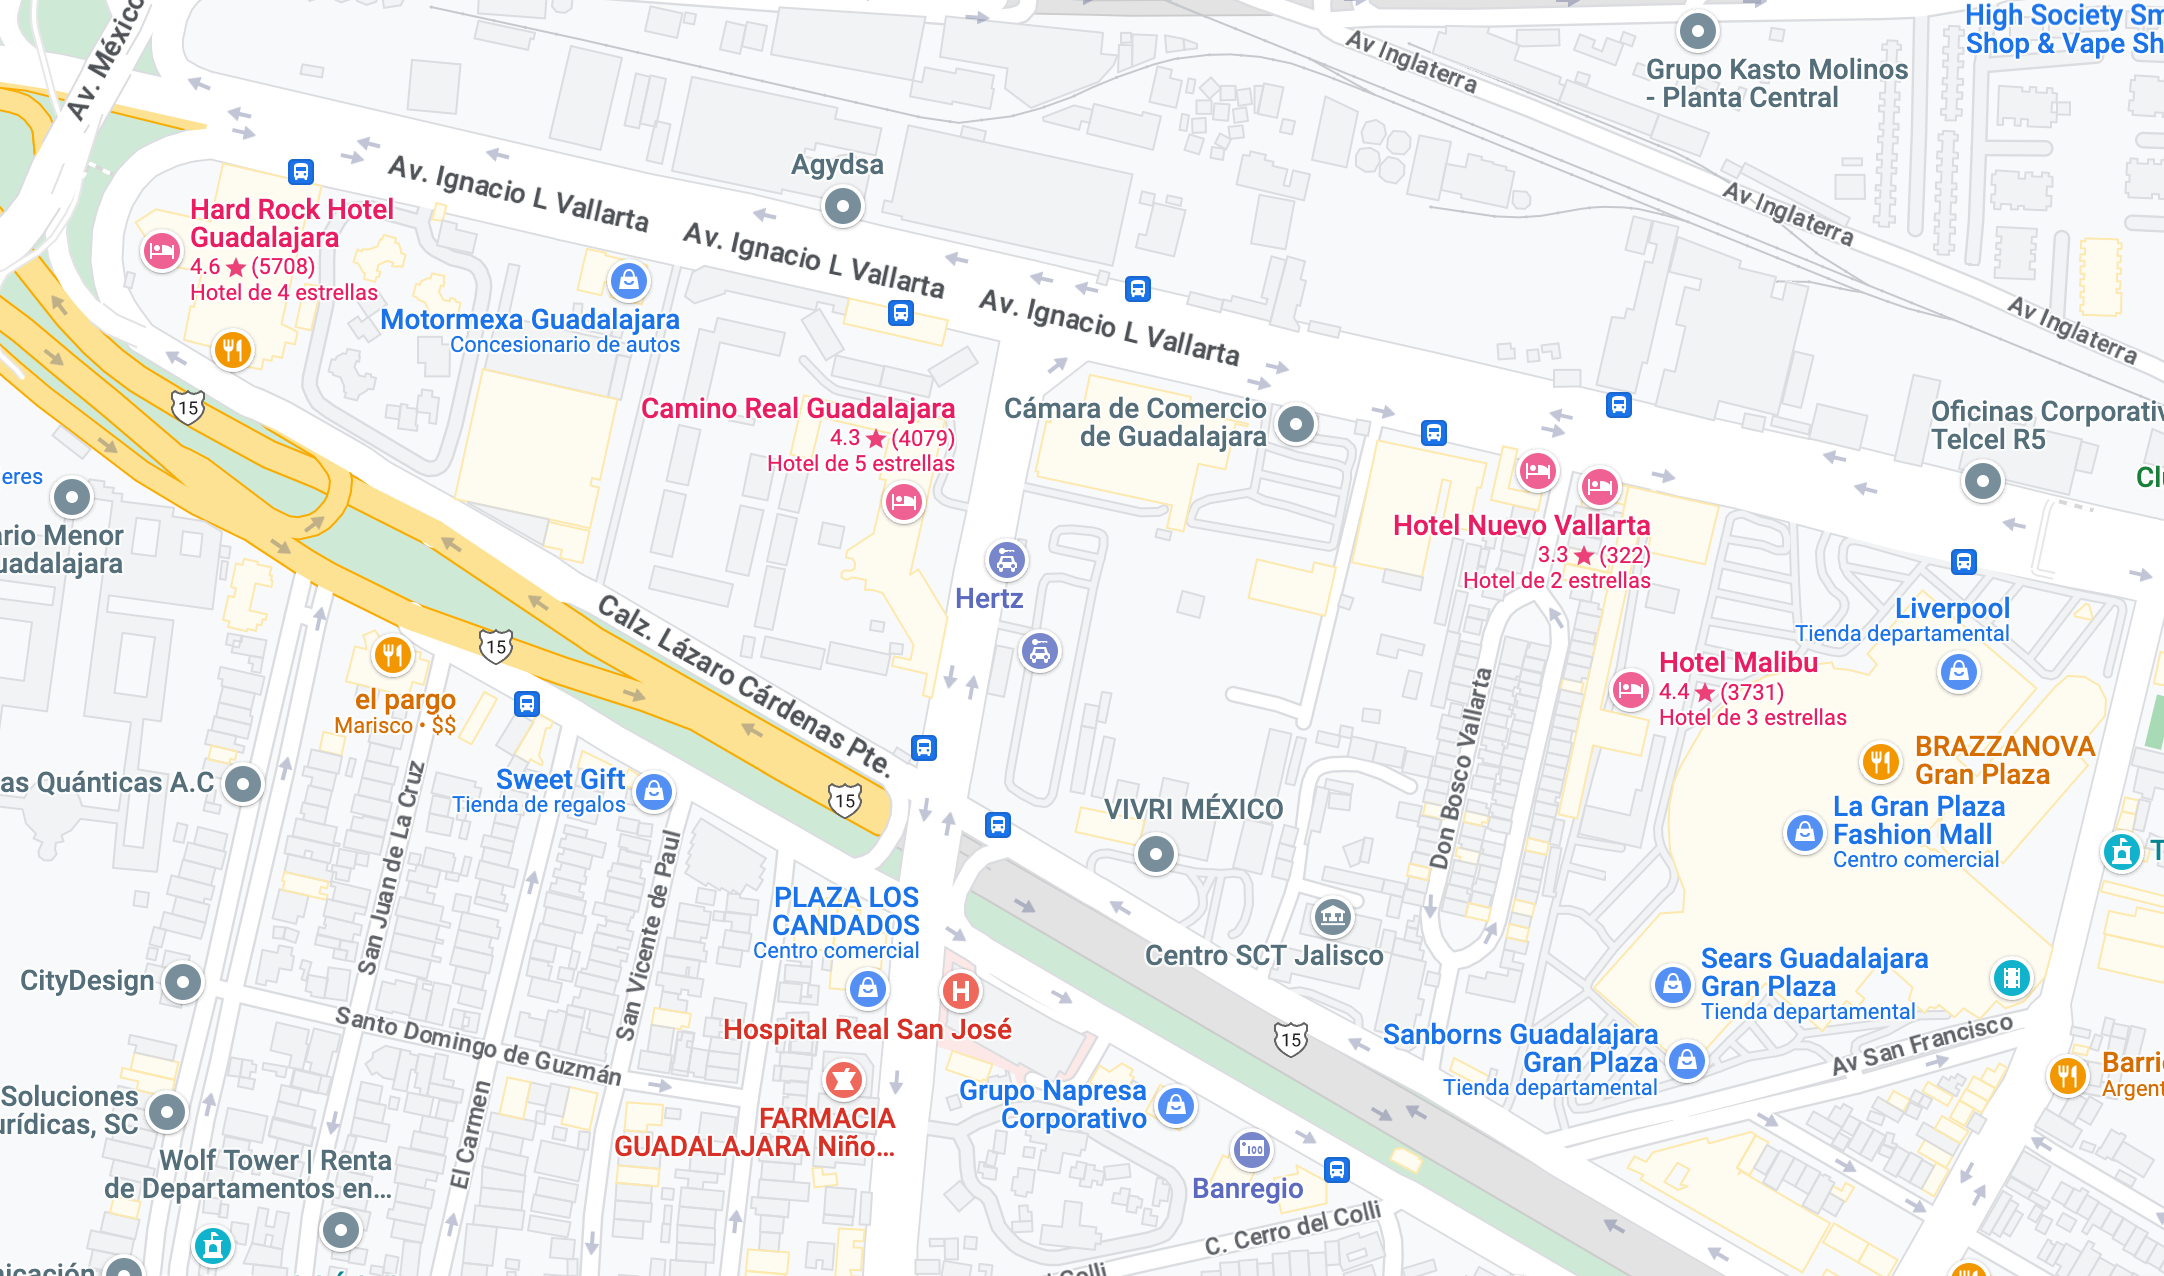 Av. México
Av Inglaterra
High Society Sm
Shop & Vape Sh
Grupo Kasto Molinos
- Planta Central
Agydsa
Av. Ignacio L Vallarta
Av. Ignacio L Vallarta
Av. Ignacio L Vallarta
Av Inglaterra
Av Inglaterra
Hard Rock Hotel
Guadalajara
4.6 ★ (5708)
Hotel de 4 estrellas
Motormexa Guadalajara
Concesionario de autos
15
Camino Real Guadalajara
4.3 ★ (4079)
Hotel de 5 estrellas
Cámara de Comercio
de Guadalajara
Oficinas Corporativ
Telcel R5
Cl
eres
ario Menor
uadalajara
Hotel Nuevo Vallarta
3.3 ★ (322)
Hotel de 2 estrellas
Hertz
Calz. Lázaro Cárdenas Pte.
15
Liverpool
Tienda departamental
Hotel Malibu
4.4 ★ (3731)
Hotel de 3 estrellas
el pargo
Marisco • $$
Don Bosco Vallarta
BRAZZANOVA
Gran Plaza
as Quánticas A.C
Sweet Gift
Tienda de regalos
15
VIVRI MÉXICO
La Gran Plaza
Fashion Mall
Centro comercial
T
San Juan de La Cruz
San Vicente de Paul
PLAZA LOS
CANDADOS
Centro comercial
Centro SCT Jalisco
CityDesign
H
Sears Guadalajara
Gran Plaza
Tienda departamental
Santo Domingo de Guzmán
Hospital Real San José
15
Sanborns Guadalajara
Gran Plaza
Tienda departamental
Av San Francisco
Barri
Argent
Soluciones
urídicas, SC
El Carmen
FARMACIA
GUADALAJARA Niño...
Grupo Napresa
Corporativo
100
Banregio
Wolf Tower | Renta
de Departamentos en...
C. Cerro del Colli
Colli
nicación